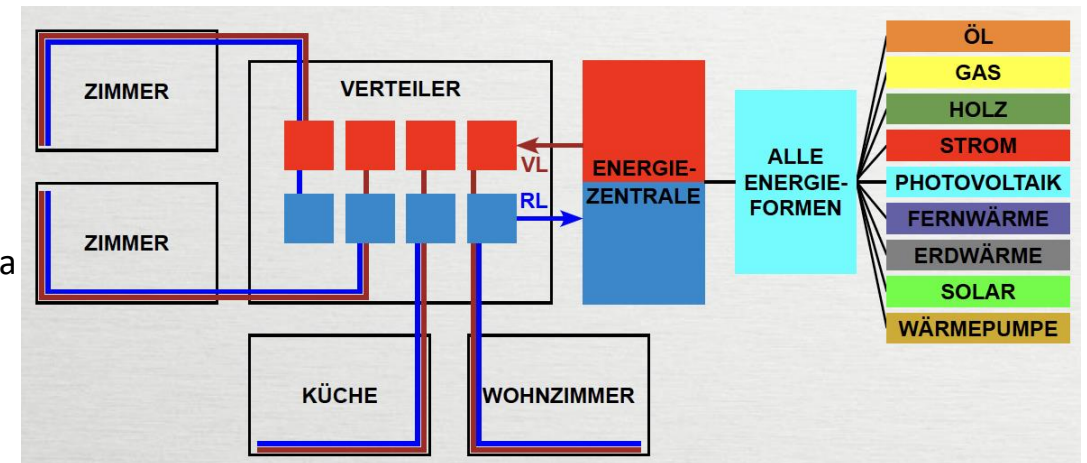 ZIMMER
VERTEILER
VL
RL
ZIMMER
a
KÜCHE
WOHNZIMMER
ENERGIE-
ZENTRALE
ALLE
ENERGIE-
FORMEN
ÖL
GAS
HOLZ
STROM
PHOTOVOLTAIK
FERNWÄRME
ERDWÄRME
SOLAR
WÄRMEPUMPE